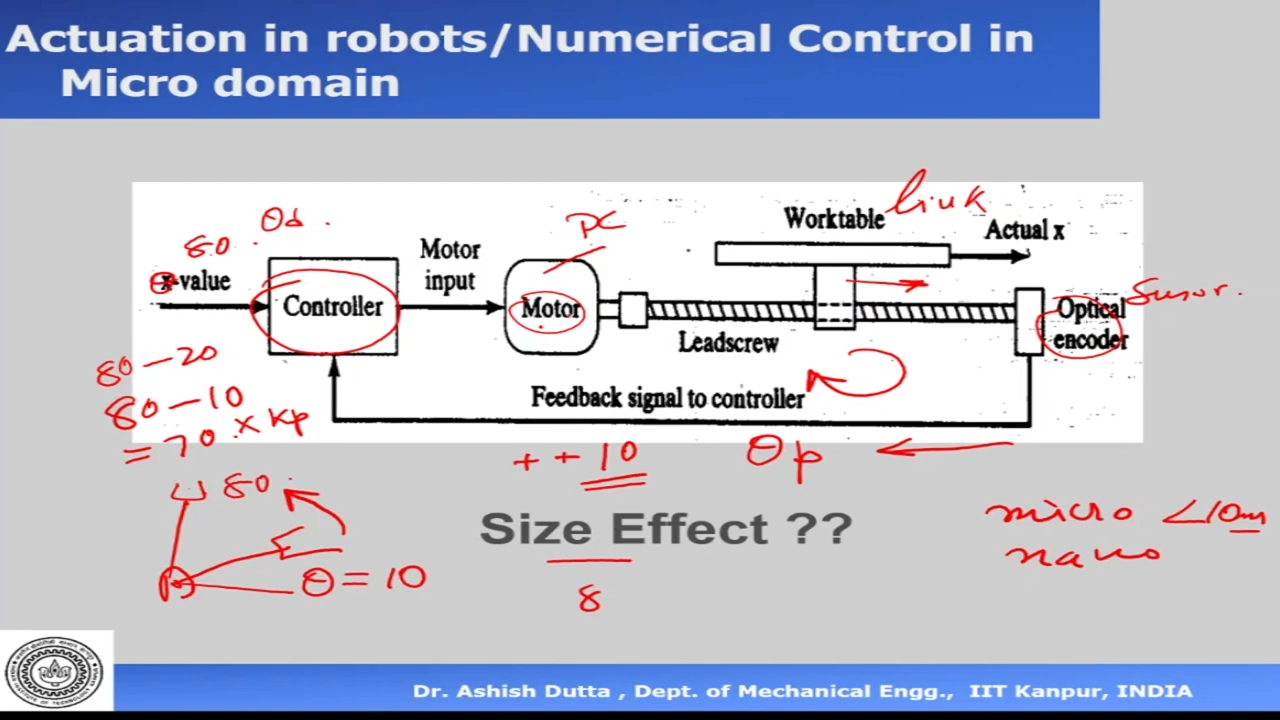 Actuation in robots/Numerical Control in
Micro domain
θd
80
x-value
Controller
Motor
input
DC
Motor
Leadscrew
Worktable
link
Actual x
Optical
encoder
Sensor.
Feedback signal to controller
80-20
80-10
= 70 × Kp
++10
θp
80
θ = 10
Size Effect ??
8
micro <10m
nano
Dr. Ashish Dutta , Dept. of Mechanical Engg., IIT Kanpur, INDIA